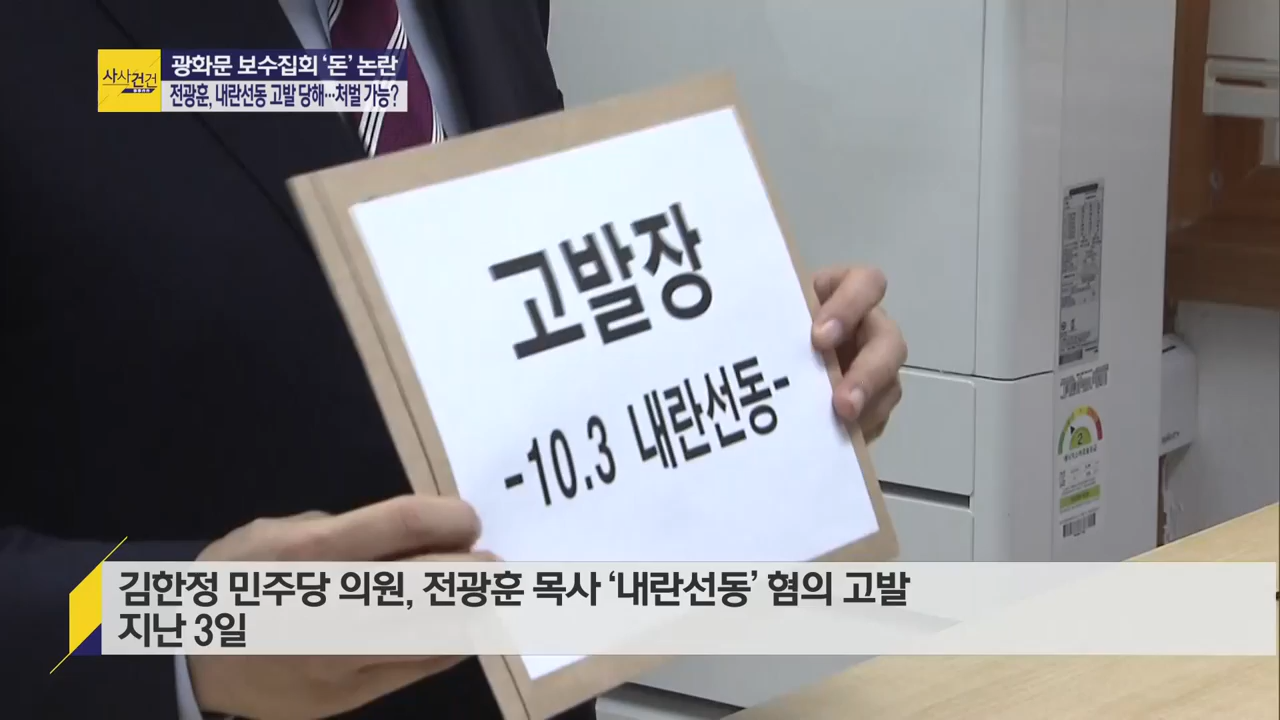 사사건건
광화문 보수집회 ‘돈’ 논란
전광훈, 내란선동 고발 당해…처벌 가능?
고발장
-10.3 내란선동-
2
김한정 민주당 의원, 전광훈 목사 ‘내란선동’ 혐의 고발
지난 3일